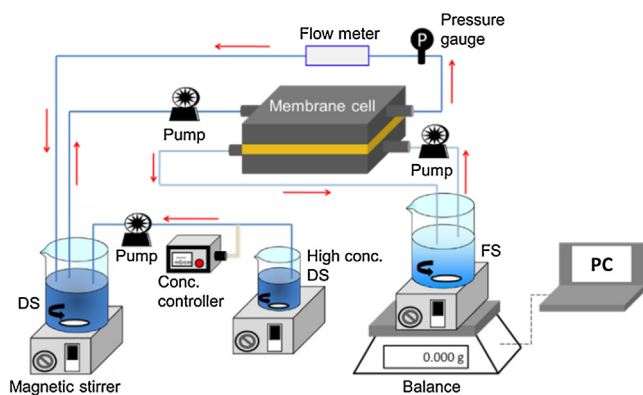 Flow meter
P
Pressure
gauge
Membrane cell
Pump
Pump
Pump
DS
Conc.
controller
High conc.
DS
FS
PC
0.000 g
Magnetic stirrer
Balance